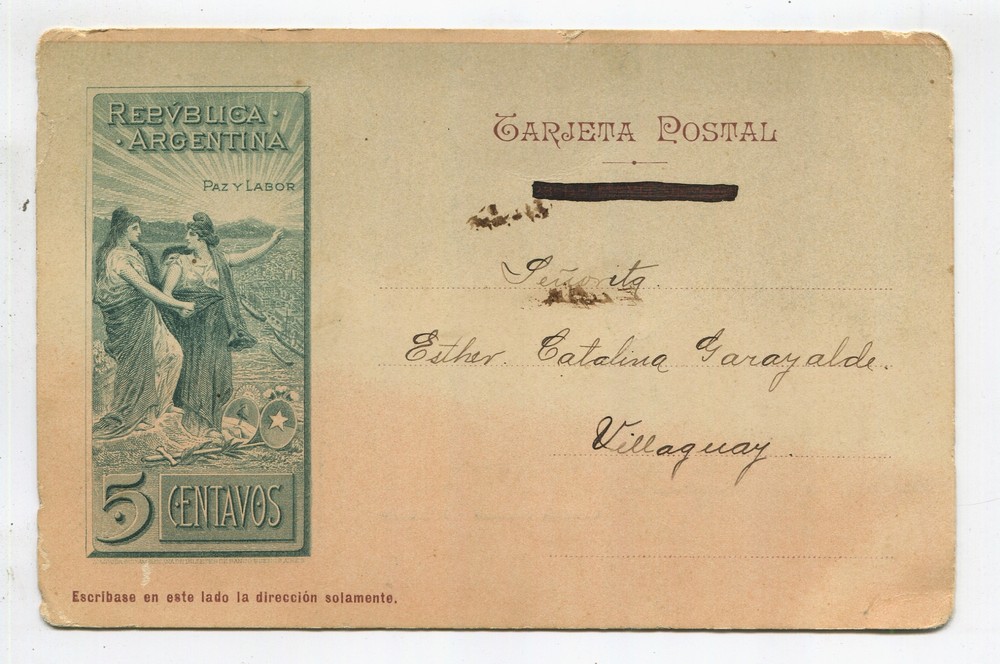 REPVBLICA ·
· ARGENTINA
PAZ Y LABOR
5 CENTAVOS
TARJETA POSTAL
Señorita
Esther. Catalina Garayalde.
Villaguay.
Escríbase en este lado la dirección solamente.